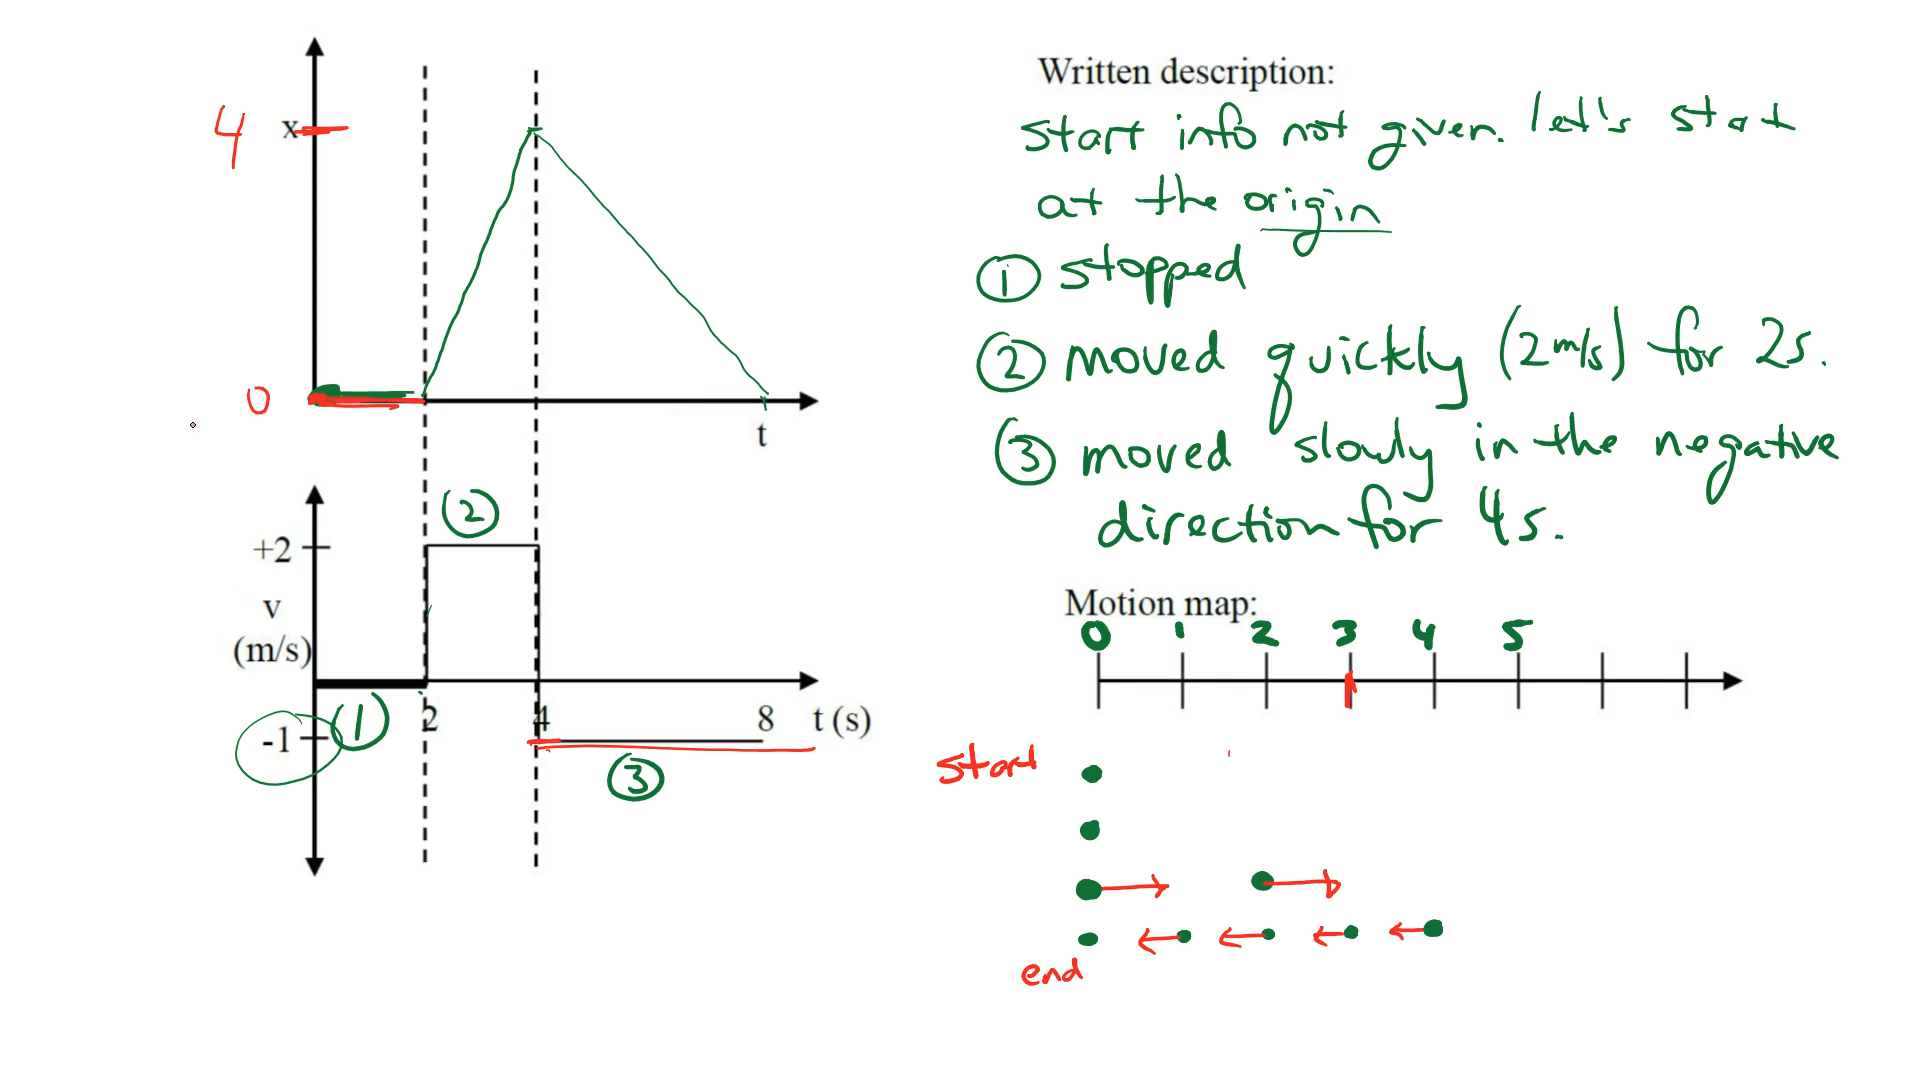 4
x
0
t
+2
②
v
(m/s)
-1
①
2
4
8
t (s)
③
Written description:
start info not given. let's start
at the origin
① stopped
② moved quickly (2 m/s) for 2s.
③ moved slowly in the negative
direction for 4s.
Motion map:
0 1 2 3 4 5
start
end